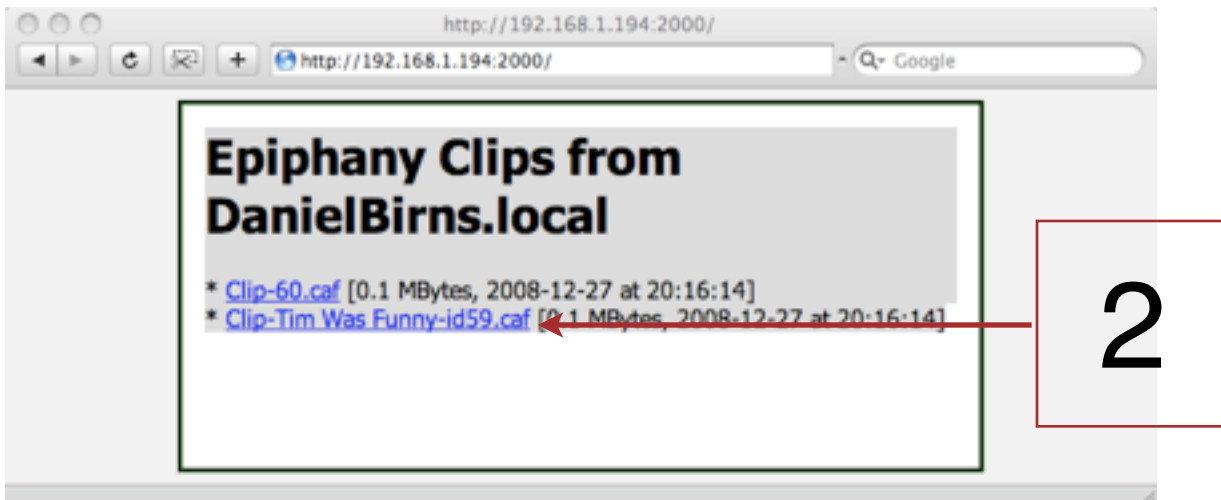 http://192.168.1.194:2000/
http://192.168.1.194:2000/ Google
Epiphany Clips from
DanielBirns.local
* Clip-60.caf [0.1 MBytes, 2008-12-27 at 20:16:14]
* Clip-Tim Was Funny-id59.caf [0.1 MBytes, 2008-12-27 at 20:16:14]
2